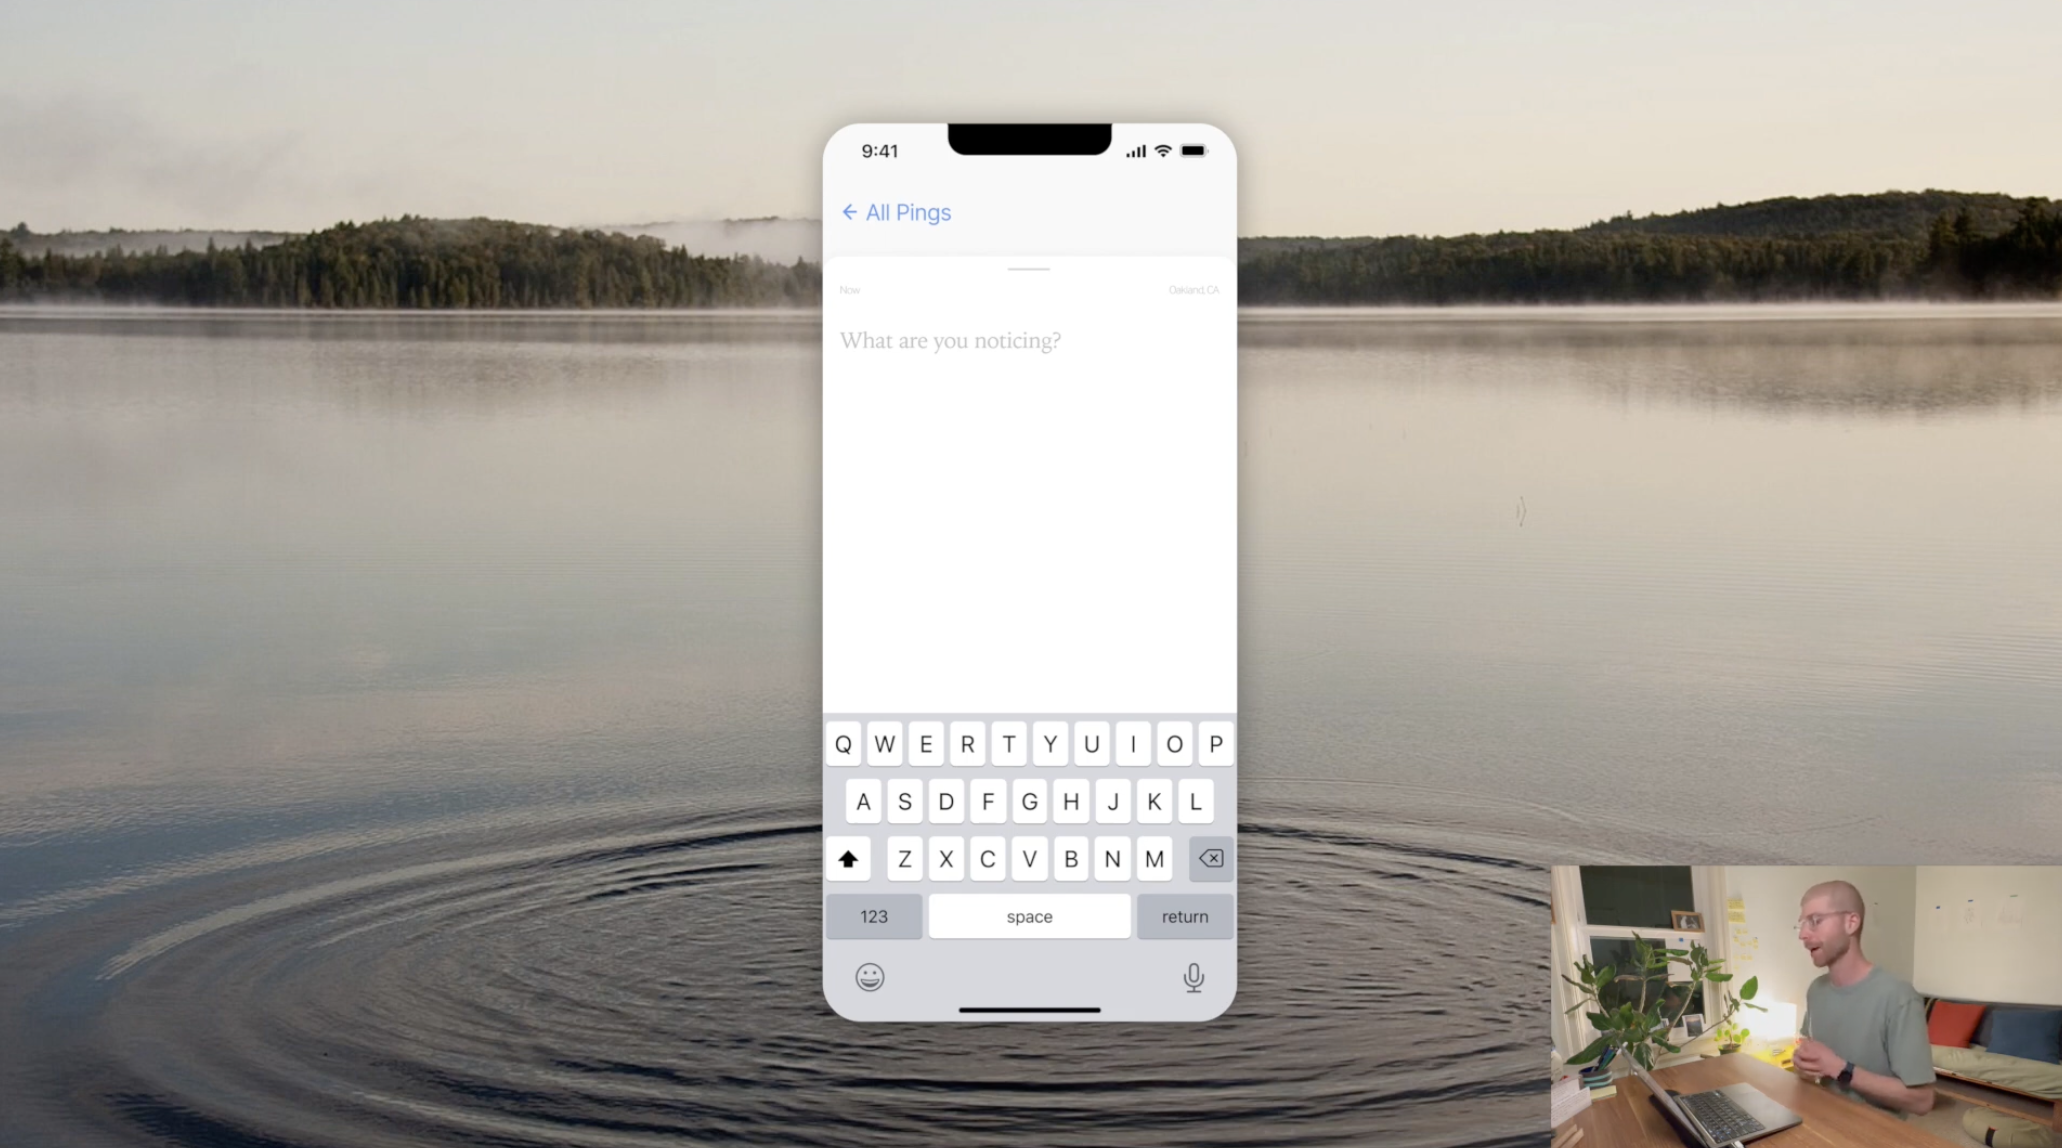 9:41
← All Pings
Now
Oakland, CA
What are you noticing?
Q W E R T Y U I O P
A S D F G H J K L
Z X C V B N M
123
space
return